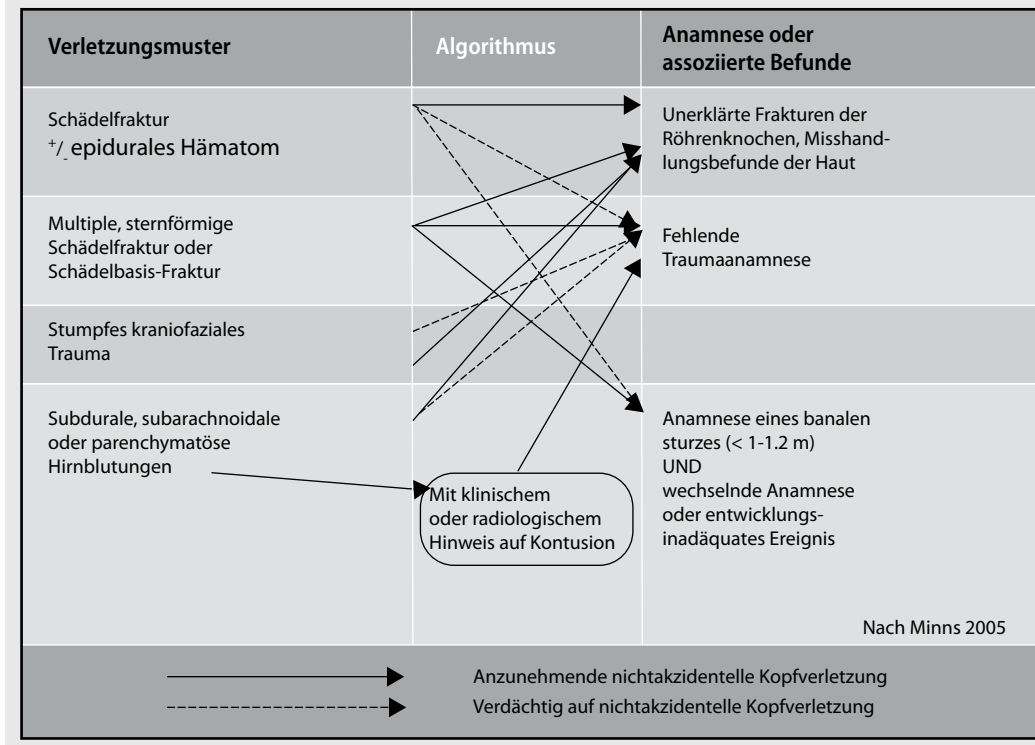 Verletzungsmuster
Algorithmus
Anamnese oder
assoziierte Befunde
Schädelfraktur
+/- epidurales Hämatom
Unerklärte Frakturen der
Röhrenknochen, Misshand-
lungsbefunde der Haut
Multiple, sternförmige
Schädelfraktur oder
Schädelbasis-Fraktur
Fehlende
Traumaanamnese
Stumpfes kraniofaziales
Trauma
Subdurale, subarachnoidale
oder parenchymatöse
Hirnblutungen
Mit klinischem
oder radiologischem
Hinweis auf Kontusion
Anamnese eines banalen
sturzes (< 1-1.2 m)
UND
wechselnde Anamnese
oder entwicklungs-
inadäquates Ereignis
Nach Minns 2005
Anzunehmende nichtakzidentelle Kopfverletzung
Verdächtig auf nichtakzidentelle Kopfverletzung